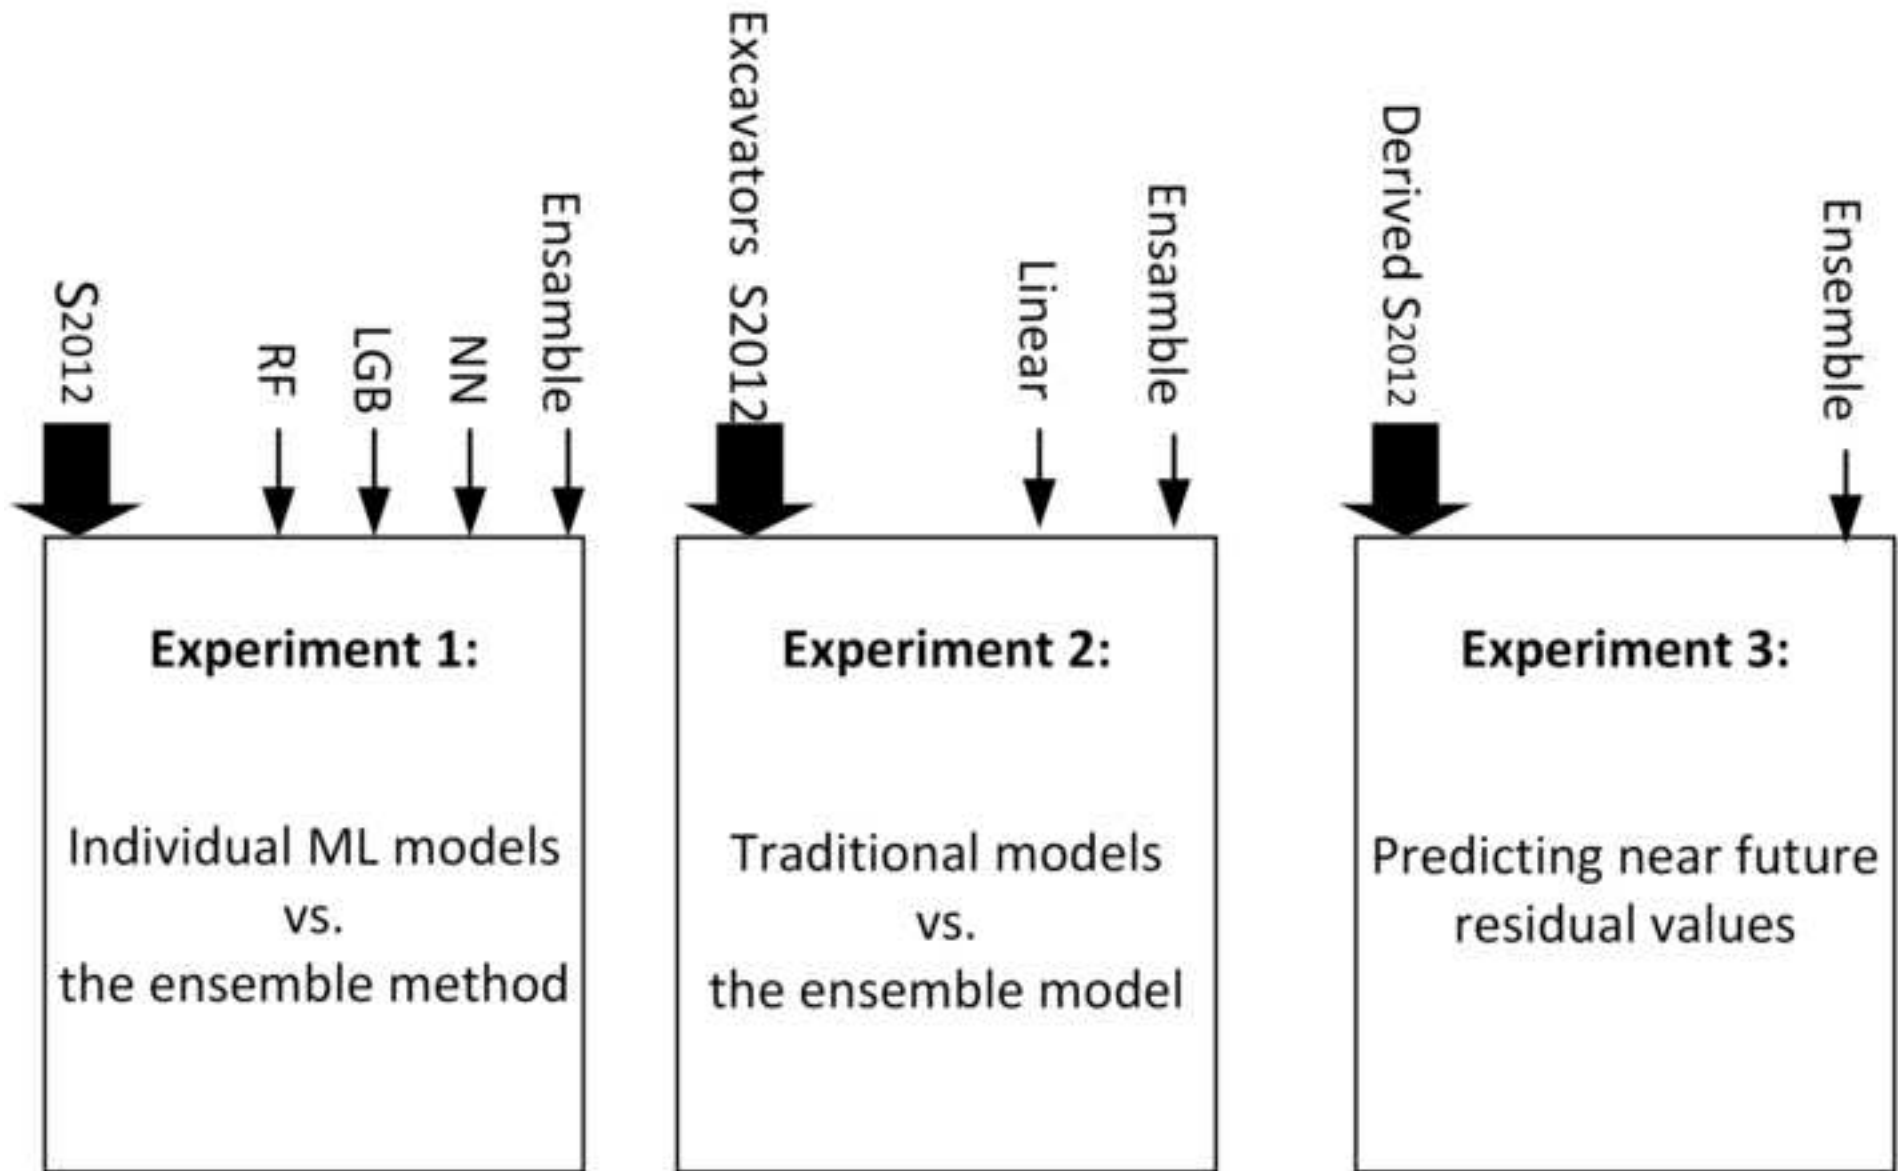 S2012
RF
LGB
NN
Ensamble
Experiment 1:
Individual ML models
vs.
the ensemble method
Excavators S2012
Linear
Ensamble
Experiment 2:
Traditional models
vs.
the ensemble model
Derived S2012
Ensemble
Experiment 3:
Predicting near future
residual values